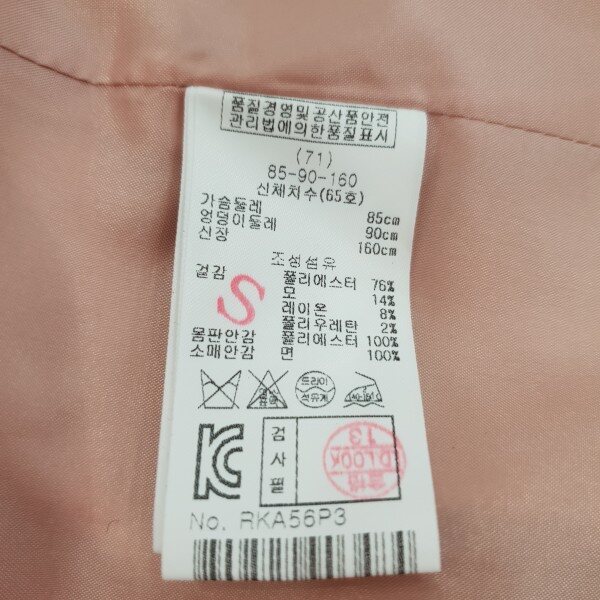 품질경영및공산품안전
관리법에의한품질표시
(71)
85-90-160
신체치수(65호)
가슴둘레 85cm
엉덩이둘레 90cm
신장 160cm
조성섬유
겉감 폴리에스터 76%
모 14%
레이온 8%
폴리우레탄 2%
몸판안감 폴리에스터 100%
소매안감 면 100%
S
드라이
석유계
검사필
13
No. RKA56P3